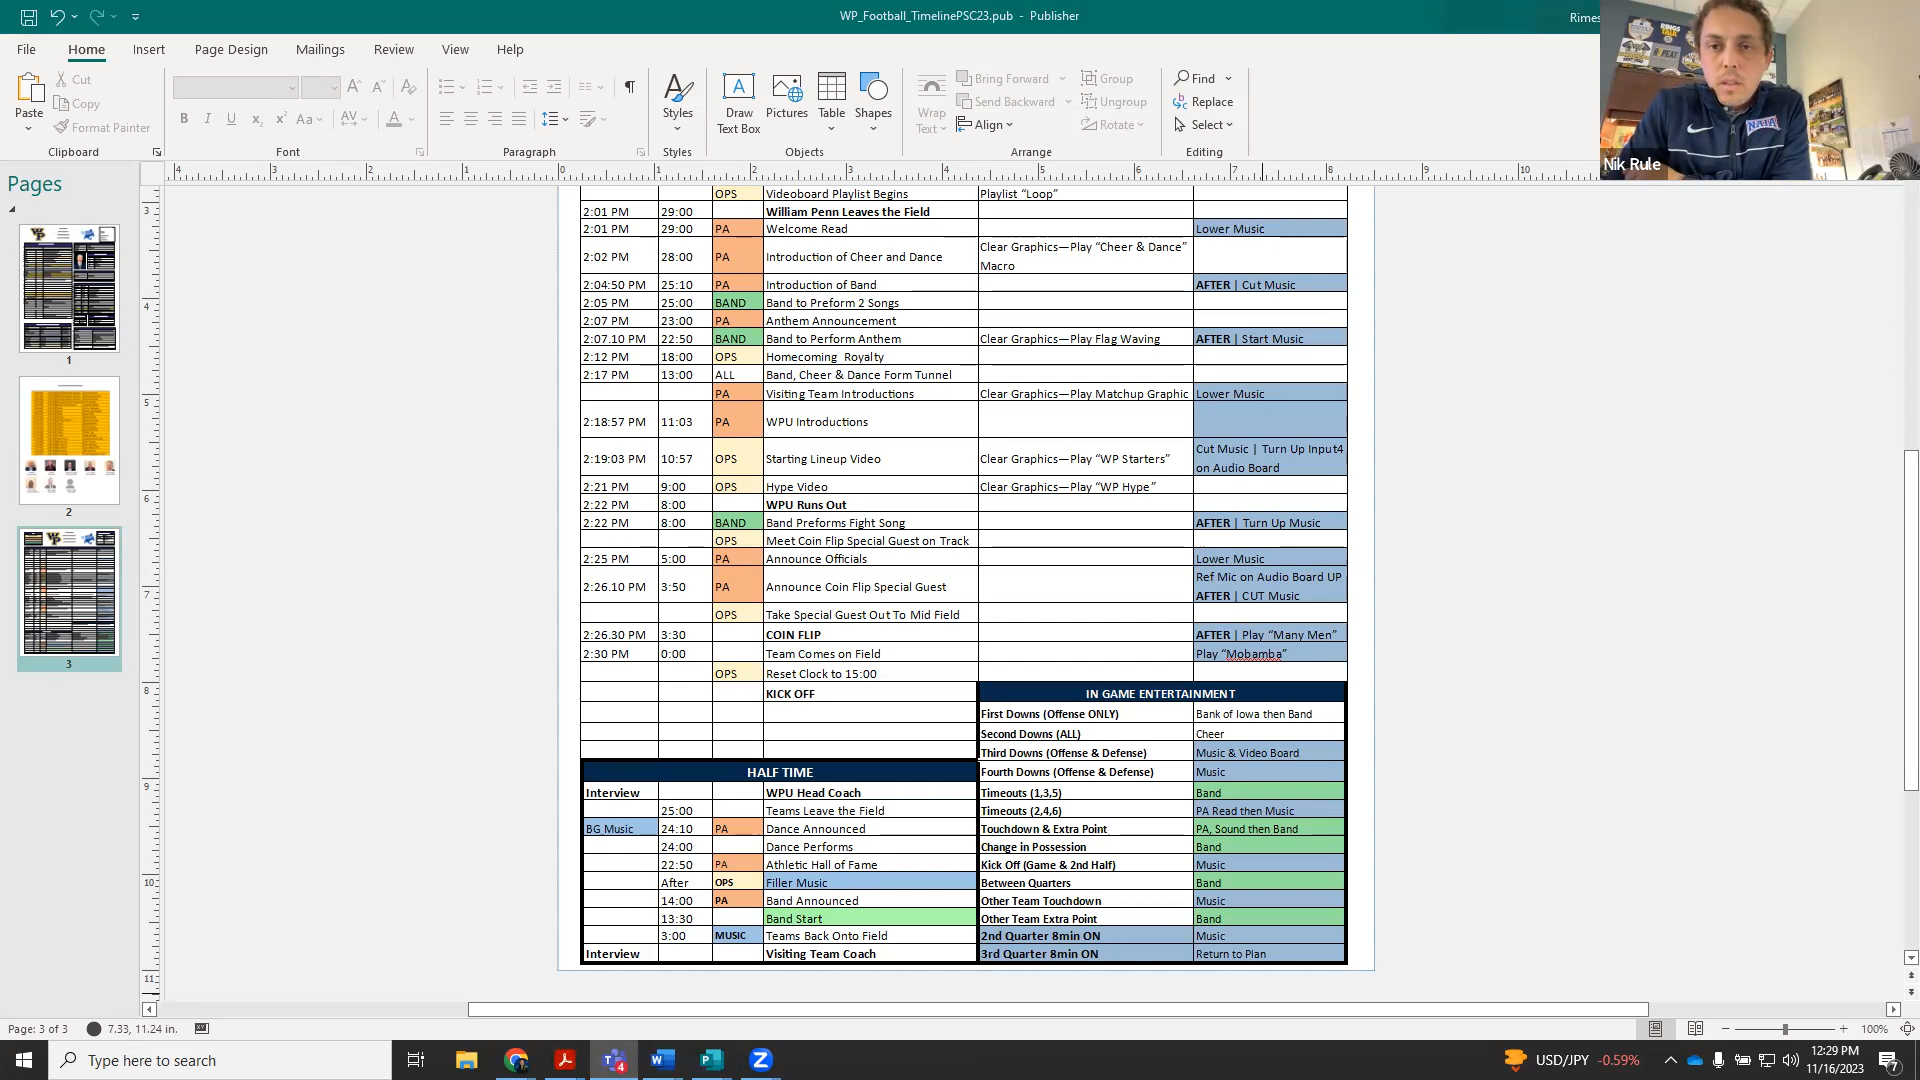 WP_Football_TimelinePSC23.pub - Publisher
Rimes
File Home Insert Page Design Mailings Review View Help
Paste
Cut
Copy
Format Painter
Clipboard
B I U
Font
Paragraph
Styles
Styles
Draw Text Box
Pictures
Table
Shapes
Objects
Wrap Text
Bring Forward
Send Backward
Align
Group
Ungroup
Rotate
Arrange
Find
Replace
Select
Editing
Nik Rule
NAIA
Pages
1
2
3
OPS Videoboard Playlist Begins Playlist “Loop”
2:01 PM 29:00 William Penn Leaves the Field
2:01 PM 29:00 PA Welcome Read Lower Music
2:02 PM 28:00 PA Introduction of Cheer and Dance Clear Graphics—Play “Cheer & Dance” Macro
2:04:50 PM 25:10 PA Introduction of Band AFTER | Cut Music
2:05 PM 25:00 BAND Band to Preform 2 Songs
2:07 PM 23:00 PA Anthem Announcement
2:07.10 PM 22:50 BAND Band to Perform Anthem Clear Graphics—Play Flag Waving AFTER | Start Music
2:12 PM 18:00 OPS Homecoming Royalty
2:17 PM 13:00 ALL Band, Cheer & Dance Form Tunnel
PA Visiting Team Introductions Clear Graphics—Play Matchup Graphic Lower Music
2:18:57 PM 11:03 PA WPU Introductions
2:19:03 PM 10:57 OPS Starting Lineup Video Clear Graphics—Play “WP Starters” Cut Music | Turn Up Input4 on Audio Board
2:21 PM 9:00 OPS Hype Video Clear Graphics—Play “WP Hype”
2:22 PM 8:00 WPU Runs Out
2:22 PM 8:00 BAND Band Preforms Fight Song AFTER | Turn Up Music
OPS Meet Coin Flip Special Guest on Track
2:25 PM 5:00 PA Announce Officials Lower Music
2:26.10 PM 3:50 PA Announce Coin Flip Special Guest Ref Mic on Audio Board UP AFTER | CUT Music
OPS Take Special Guest Out To Mid Field
2:26.30 PM 3:30 COIN FLIP AFTER | Play “Many Men”
2:30 PM 0:00 Team Comes on Field Play “Mobamba”
OPS Reset Clock to 15:00
KICK OFF
IN GAME ENTERTAINMENT
First Downs (Offense ONLY) Bank of Iowa then Band
Second Downs (ALL) Cheer
Third Downs (Offense & Defense) Music & Video Board
Fourth Downs (Offense & Defense) Music
Timeouts (1,3,5) Band
Timeouts (2,4,6) PA Read then Music
Touchdown & Extra Point PA, Sound then Band
Change in Possession Band
Kick Off (Game & 2nd Half) Music
Between Quarters Band
Other Team Touchdown Music
Other Team Extra Point Band
2nd Quarter 8min ON Music
3rd Quarter 8min ON Return to Plan
HALF TIME
Interview WPU Head Coach
25:00 Teams Leave the Field
BG Music 24:10 PA Dance Announced
24:00 Dance Performs
22:50 PA Athletic Hall of Fame
After OPS Filler Music
14:00 PA Band Announced
13:30 Band Start
3:00 MUSIC Teams Back Onto Field
Interview Visiting Team Coach
Page: 3 of 3 7.33, 11.24 in. 100%
Type here to search
USD/JPY -0.59%
12:29 PM
11/16/2023